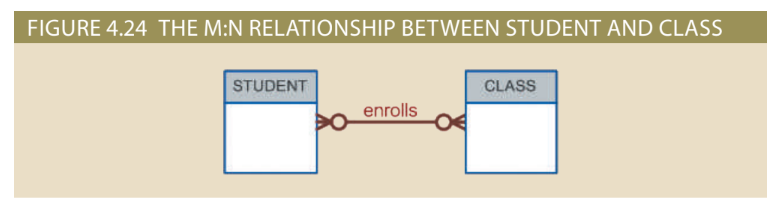 FIGURE 4.24 THE M:N RELATIONSHIP BETWEEN STUDENT AND CLASS
STUDENT
enrolls
CLASS